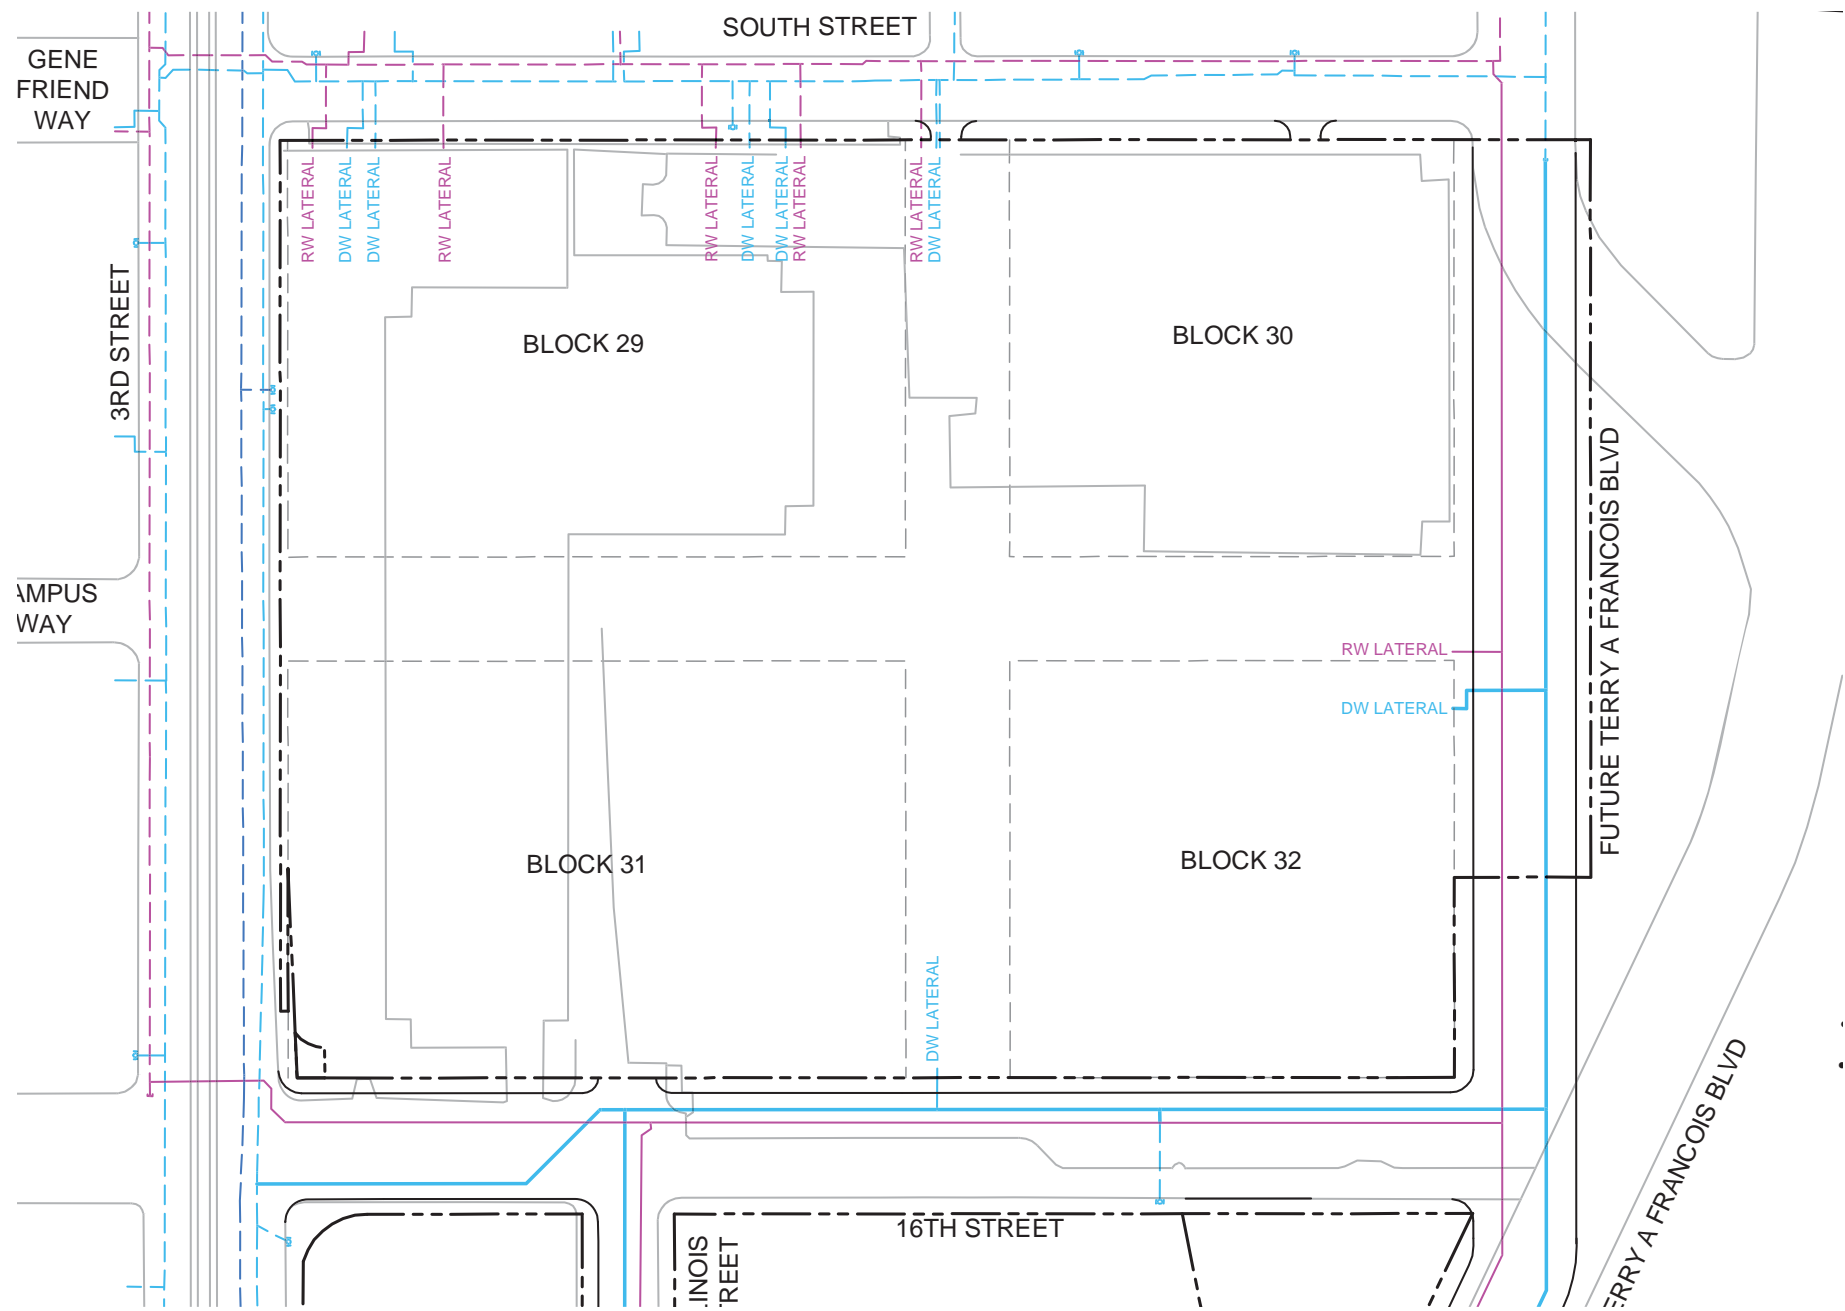 SOUTH STREET
GENE
FRIEND
WAY
RW LATERAL
DW LATERAL
DW LATERAL
RW LATERAL
RW LATERAL
DW LATERAL
DW LATERAL
RW LATERAL
RW LATERAL
DW LATERAL
3RD STREET
BLOCK 29
BLOCK 30
FUTURE TERRY A FRANCOIS BLVD
AMPUS
WAY
RW LATERAL
DW LATERAL
BLOCK 31
BLOCK 32
DW LATERAL
16TH STREET
LINOIS
TREET
ERRY A FRANCOIS BLVD